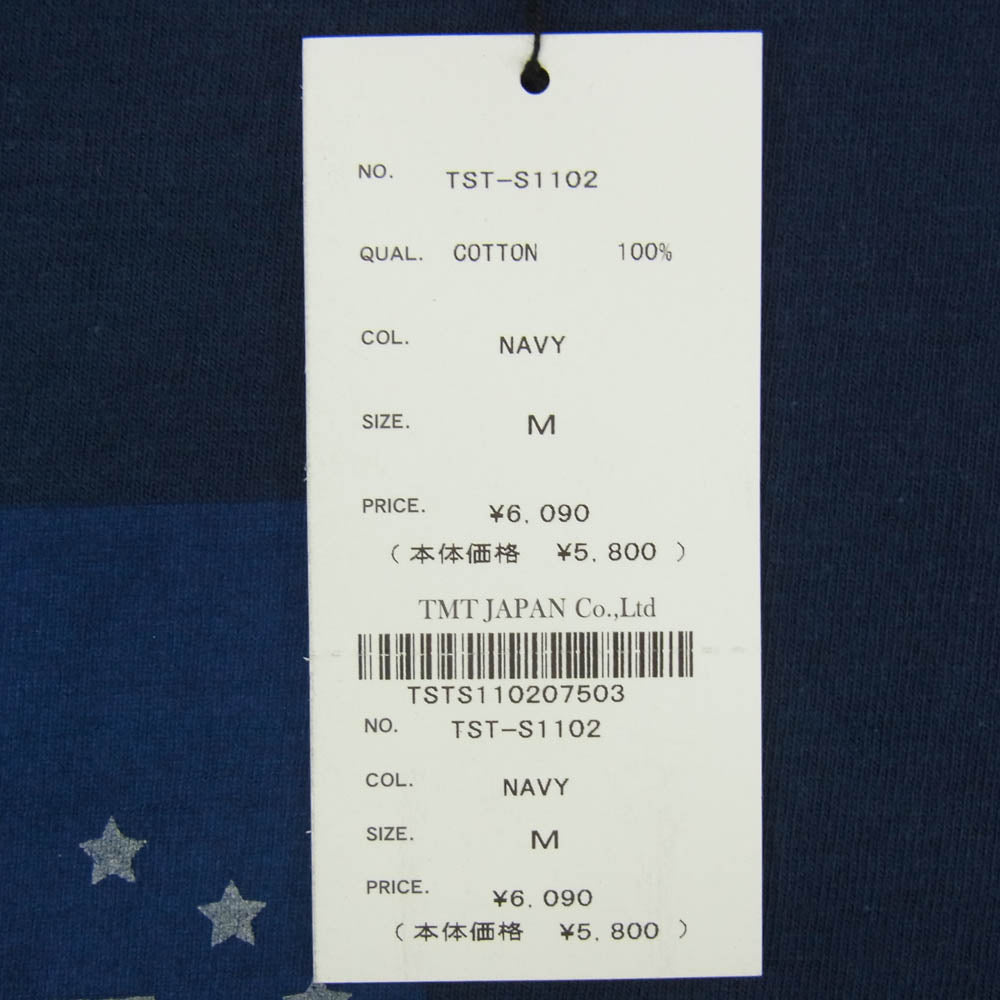 NO. TST-S1102
QUAL. COTTON 100%
COL. NAVY
SIZE. M
PRICE. ¥6,090
(本体価格 ¥5,800)
TMT JAPAN Co.,Ltd
TSTS110207503
NO. TST-S1102
COL. NAVY
SIZE. M
PRICE. ¥6,090
(本体価格 ¥5,800)